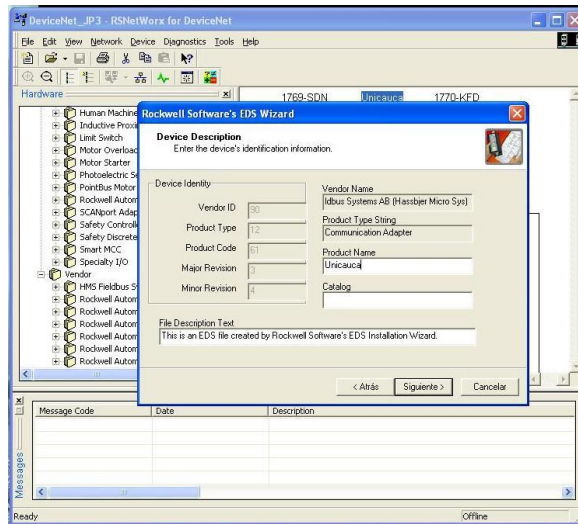 DeviceNet_JP3 - RSNetWorx for DeviceNet
File Edit View Network Device Diagnostics Tools Help
Hardware
1769-SDN Unicauca 1770-KFD
Human Machine
Inductive Proxi
Limit Switch
Motor Overload
Motor Starter
Photoelectric Se
PointBus Motor
Rockwell Autom
SCANport Adap
Safety Controll
Safety Discrete
Smart MCC
Specialty I/O
Vendor
HMS Fieldbus S
Rockwell Autom
Rockwell Autom
Rockwell Autom
Rockwell Autom
Rockwell Autom
Rockwell Software's EDS Wizard
Device Description
Enter the device's identification information.
Device Identity
Vendor ID 90
Product Type 12
Product Code 61
Major Revision 3
Minor Revision 4
Vendor Name
ldbus Systems AB (Hassbjer Micro Sys)
Product Type String
Communication Adapter
Product Name
Unicauca
Catalog
File Description Text
This is an EDS file created by Rockwell Software's EDS Installation Wizard.
< Atrás Siguiente > Cancelar
Messages
Message Code Date Description
Ready Offline